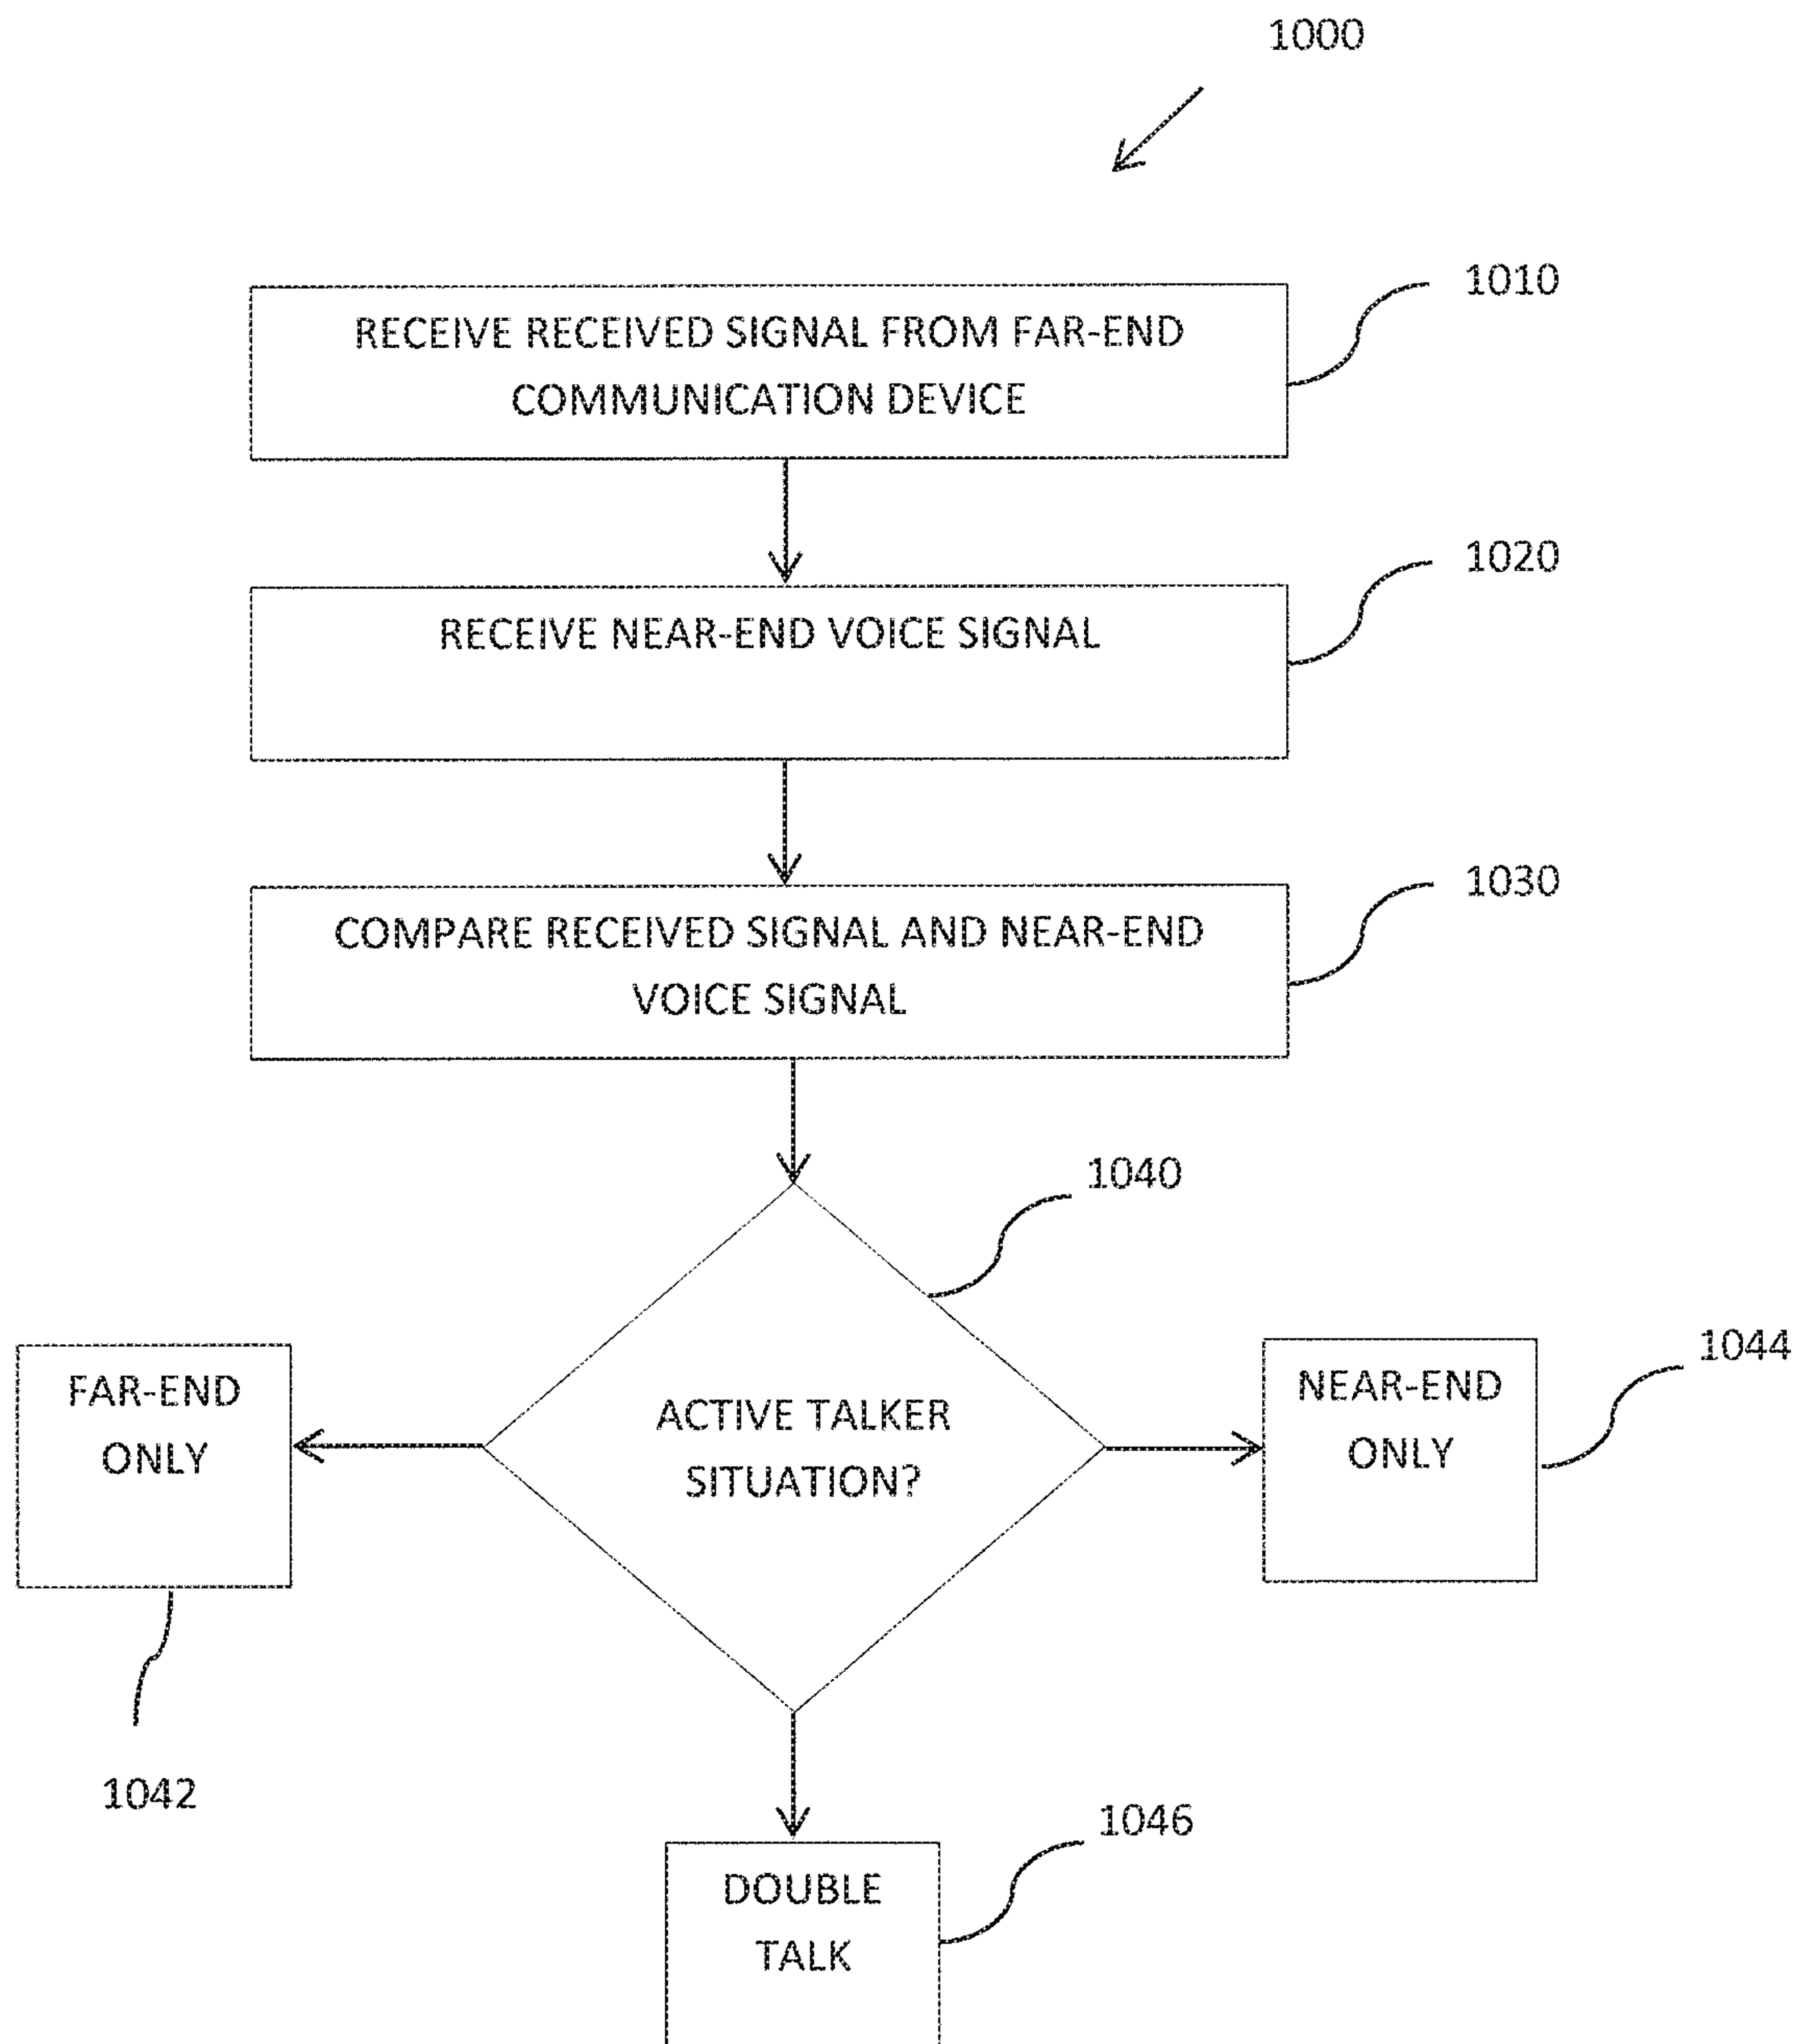 1000
RECEIVE RECEIVED SIGNAL FROM FAR-END
COMMUNICATION DEVICE
1010
RECEIVE NEAR-END VOICE SIGNAL
1020
COMPARE RECEIVED SIGNAL AND NEAR-END
VOICE SIGNAL
1030
1040
ACTIVE TALKER
SITUATION?
FAR-END
ONLY
1042
NEAR-END
ONLY
1044
DOUBLE
TALK
1046